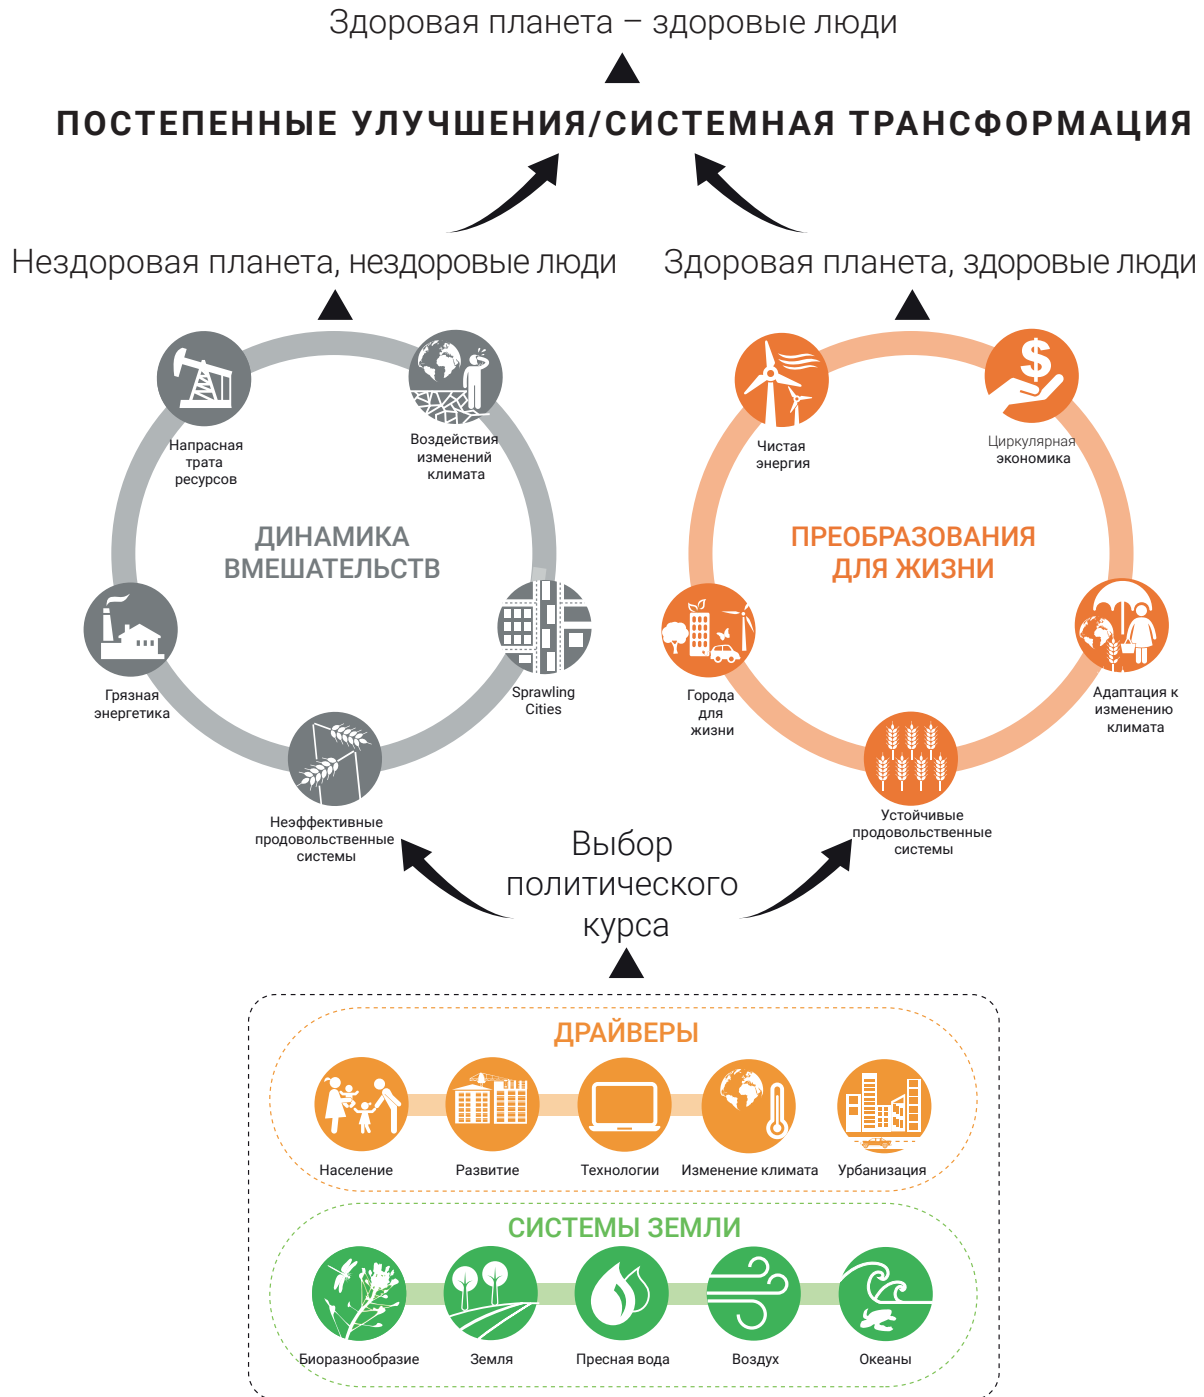 Здоровая планета – здоровые люди
ПОСТЕПЕННЫЕ УЛУЧШЕНИЯ/СИСТЕМНАЯ ТРАНСФОРМАЦИЯ
Нездоровая планета, нездоровые люди
Здоровая планета, здоровые люди
Напрасная
трата
ресурсов
Воздействия
изменений
климата
ДИНАМИКА
ВМЕШАТЕЛЬСТВ
Грязная
энергетика
Sprawling
Cities
Неэффективные
продовольственные
системы
Чистая
энергия
Циркулярная
экономика
ПРЕОБРАЗОВАНИЯ
ДЛЯ ЖИЗНИ
Города
для
жизни
Адаптация к
изменению
климата
Устойчивые
продовольственные
системы
Выбор
политического
курса
ДРАЙВЕРЫ
Население
Развитие
Технологии
Изменение климата
Урбанизация
СИСТЕМЫ ЗЕМЛИ
Биоразнообразие
Земля
Пресная вода
Воздух
Океаны